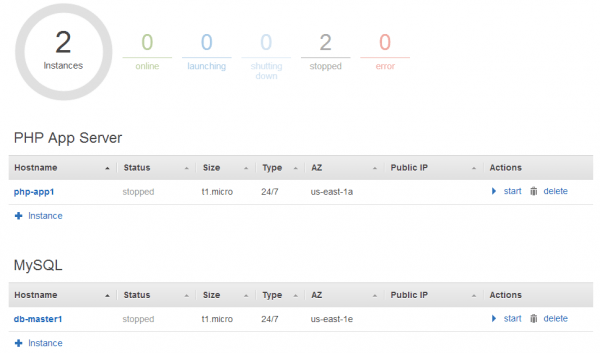 2
Instances
0
online
0
launching
0
shutting
down
2
stopped
0
error
PHP App Server
Hostname Status Size Type AZ Public IP Actions
php-app1 stopped t1.micro 24/7 us-east-1a start delete
Instance
MySQL
Hostname Status Size Type AZ Public IP Actions
db-master1 stopped t1.micro 24/7 us-east-1e start delete
Instance